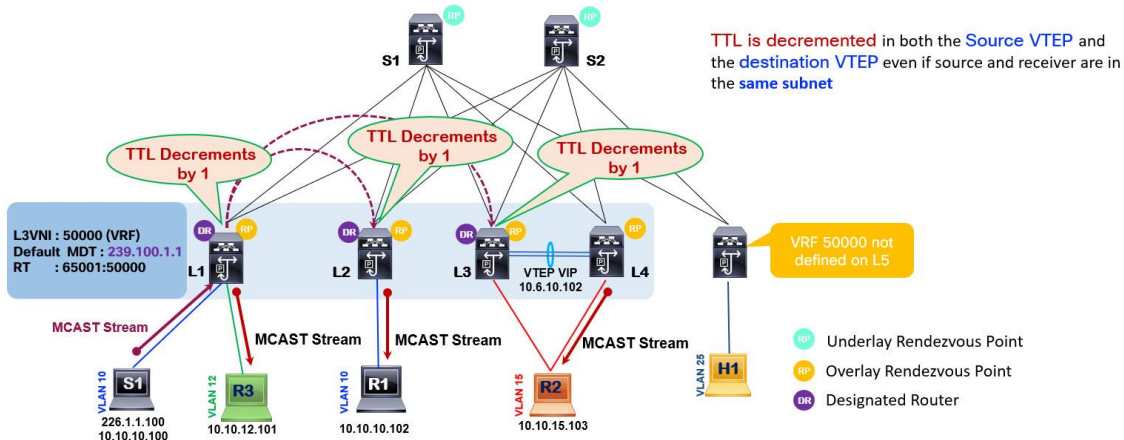 RP
RP
S1
S2
TTL is decremented in both the Source VTEP and
the destination VTEP even if source and receiver are in
the same subnet
TTL Decrements
by 1
TTL Decrements
by 1
TTL Decrements
by 1
L3VNI : 50000 (VRF)
Default MDT : 239.100.1.1
RT : 65001:50000
DR
RP
L1
DR
RP
L2
DR
RP
L3
VTEP VIP
10.6.10.102
RP
L4
VRF 50000 not
defined on L5
MCAST Stream
MCAST Stream
MCAST Stream
MCAST Stream
VLAN 10
S1
226.1.1.100
10.10.10.100
VLAN 12
R3
10.10.12.101
VLAN 10
R1
10.10.10.102
VLAN 15
R2
10.10.15.103
VLAN 25
H1
RP Underlay Rendezvous Point
RP Overlay Rendezvous Point
DR Designated Router